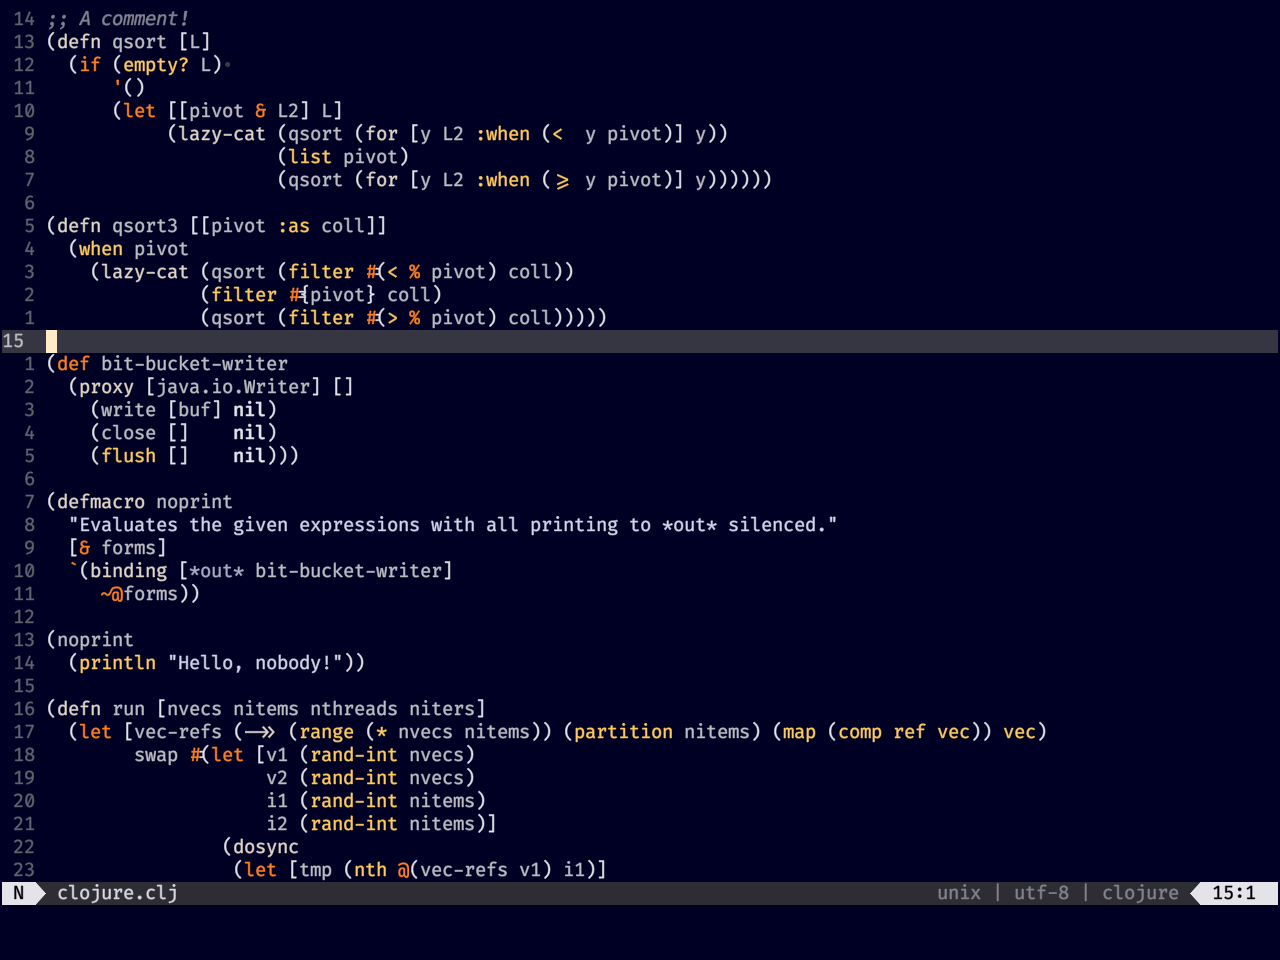 14 ;; A comment!
13 (defn qsort [L]
12   (if (empty? L)·
11       '()
10       (let [[pivot & L2] L]
 9            (lazy-cat (qsort (for [y L2 :when (<  y pivot)] y))
 8                      (list pivot)
 7                      (qsort (for [y L2 :when (>= y pivot)] y))))))
 6
 5 (defn qsort3 [[pivot :as coll]]
 4   (when pivot
 3     (lazy-cat (qsort (filter #(< % pivot) coll))
 2               (filter #{pivot} coll)
 1               (qsort (filter #(> % pivot) coll)))))
15
 1 (def bit-bucket-writer
 2   (proxy [java.io.Writer] []
 3     (write [buf] nil)
 4     (close []    nil)
 5     (flush []    nil)))
 6
 7 (defmacro noprint
 8   "Evaluates the given expressions with all printing to *out* silenced."
 9   [& forms]
10   `(binding [*out* bit-bucket-writer]
11      ~@forms))
12
13 (noprint
14   (println "Hello, nobody!"))
15
16 (defn run [nvecs nitems nthreads niters]
17   (let [vec-refs (->> (range (* nvecs nitems)) (partition nitems) (map (comp ref vec)) vec)
18         swap #(let [v1 (rand-int nvecs)
19                     v2 (rand-int nvecs)
20                     i1 (rand-int nitems)
21                     i2 (rand-int nitems)]
22                 (dosync
23                  (let [tmp (nth @(vec-refs v1) i1)]
N clojure.clj unix | utf-8 | clojure 15:1